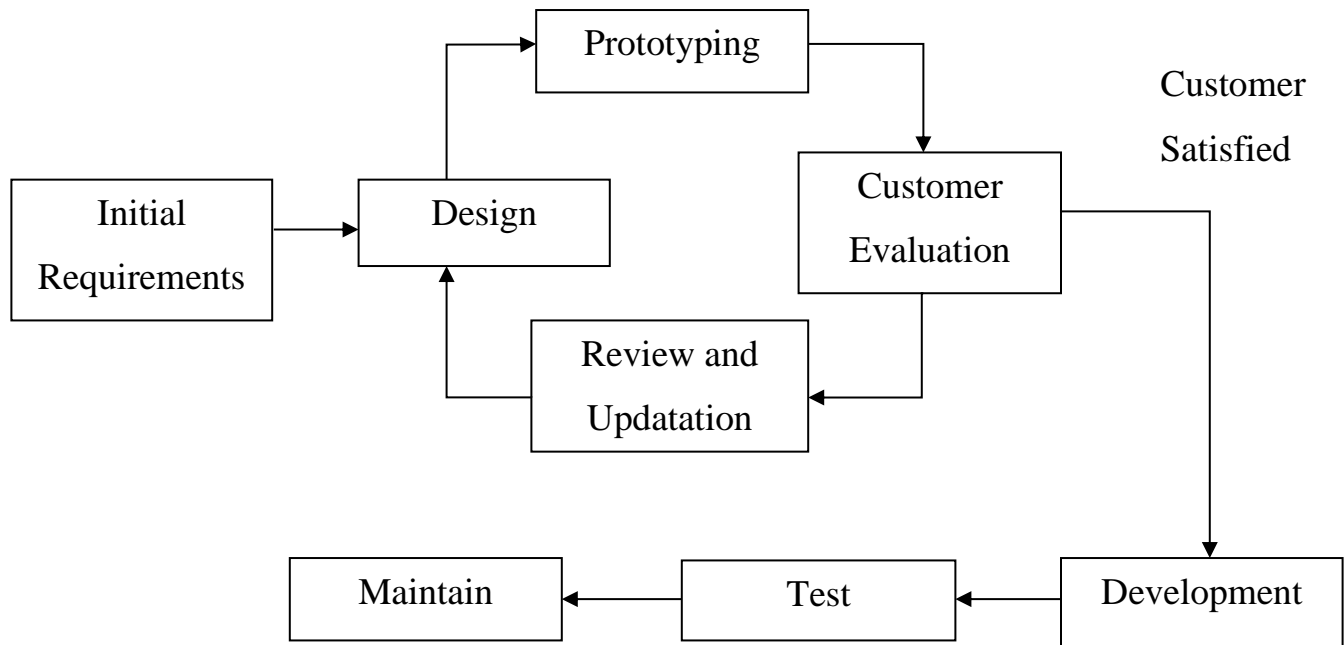 Prototyping
Customer
Satisfied
Customer
Evaluation
Initial
Requirements
Design
Review and
Updatation
Maintain
Test
Development